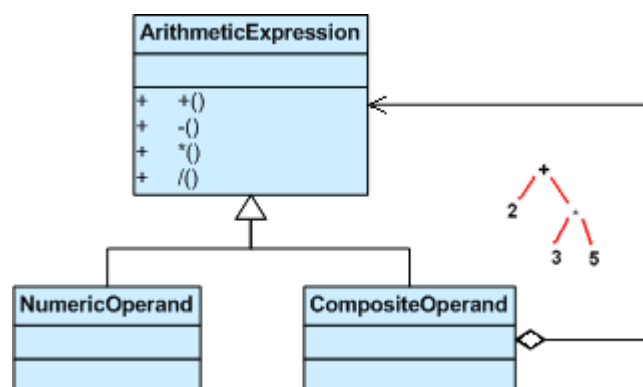 ArithmeticExpression
+ +()
+ -()
+ *()
+ /()
+
2
*
3 5
NumericOperand
CompositeOperand